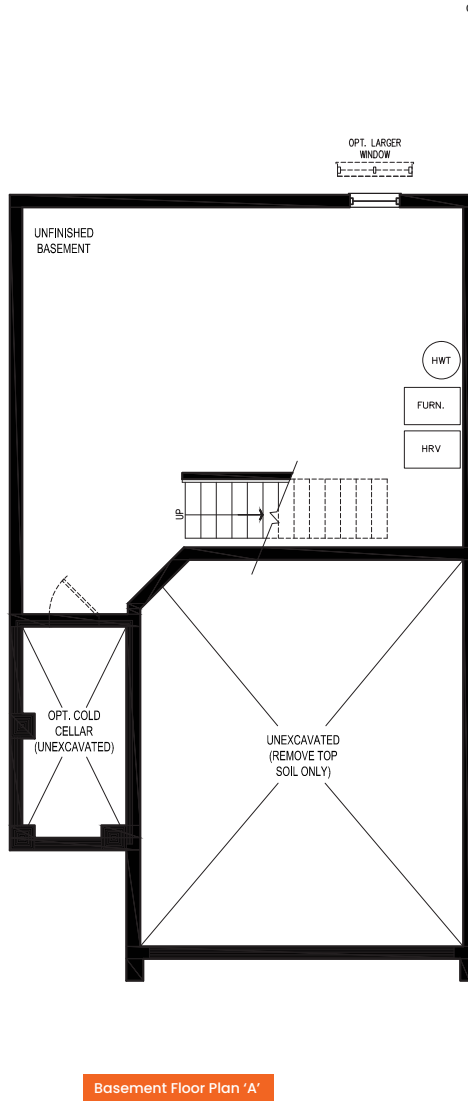 OPT. LARGER
WINDOW
UNFINISHED
BASEMENT
HWT
FURN.
HRV
UP
OPT. COLD
CELLAR
(UNEXCAVATED)
UNEXCAVATED
(REMOVE TOP
SOIL ONLY)
Basement Floor Plan ‘A’